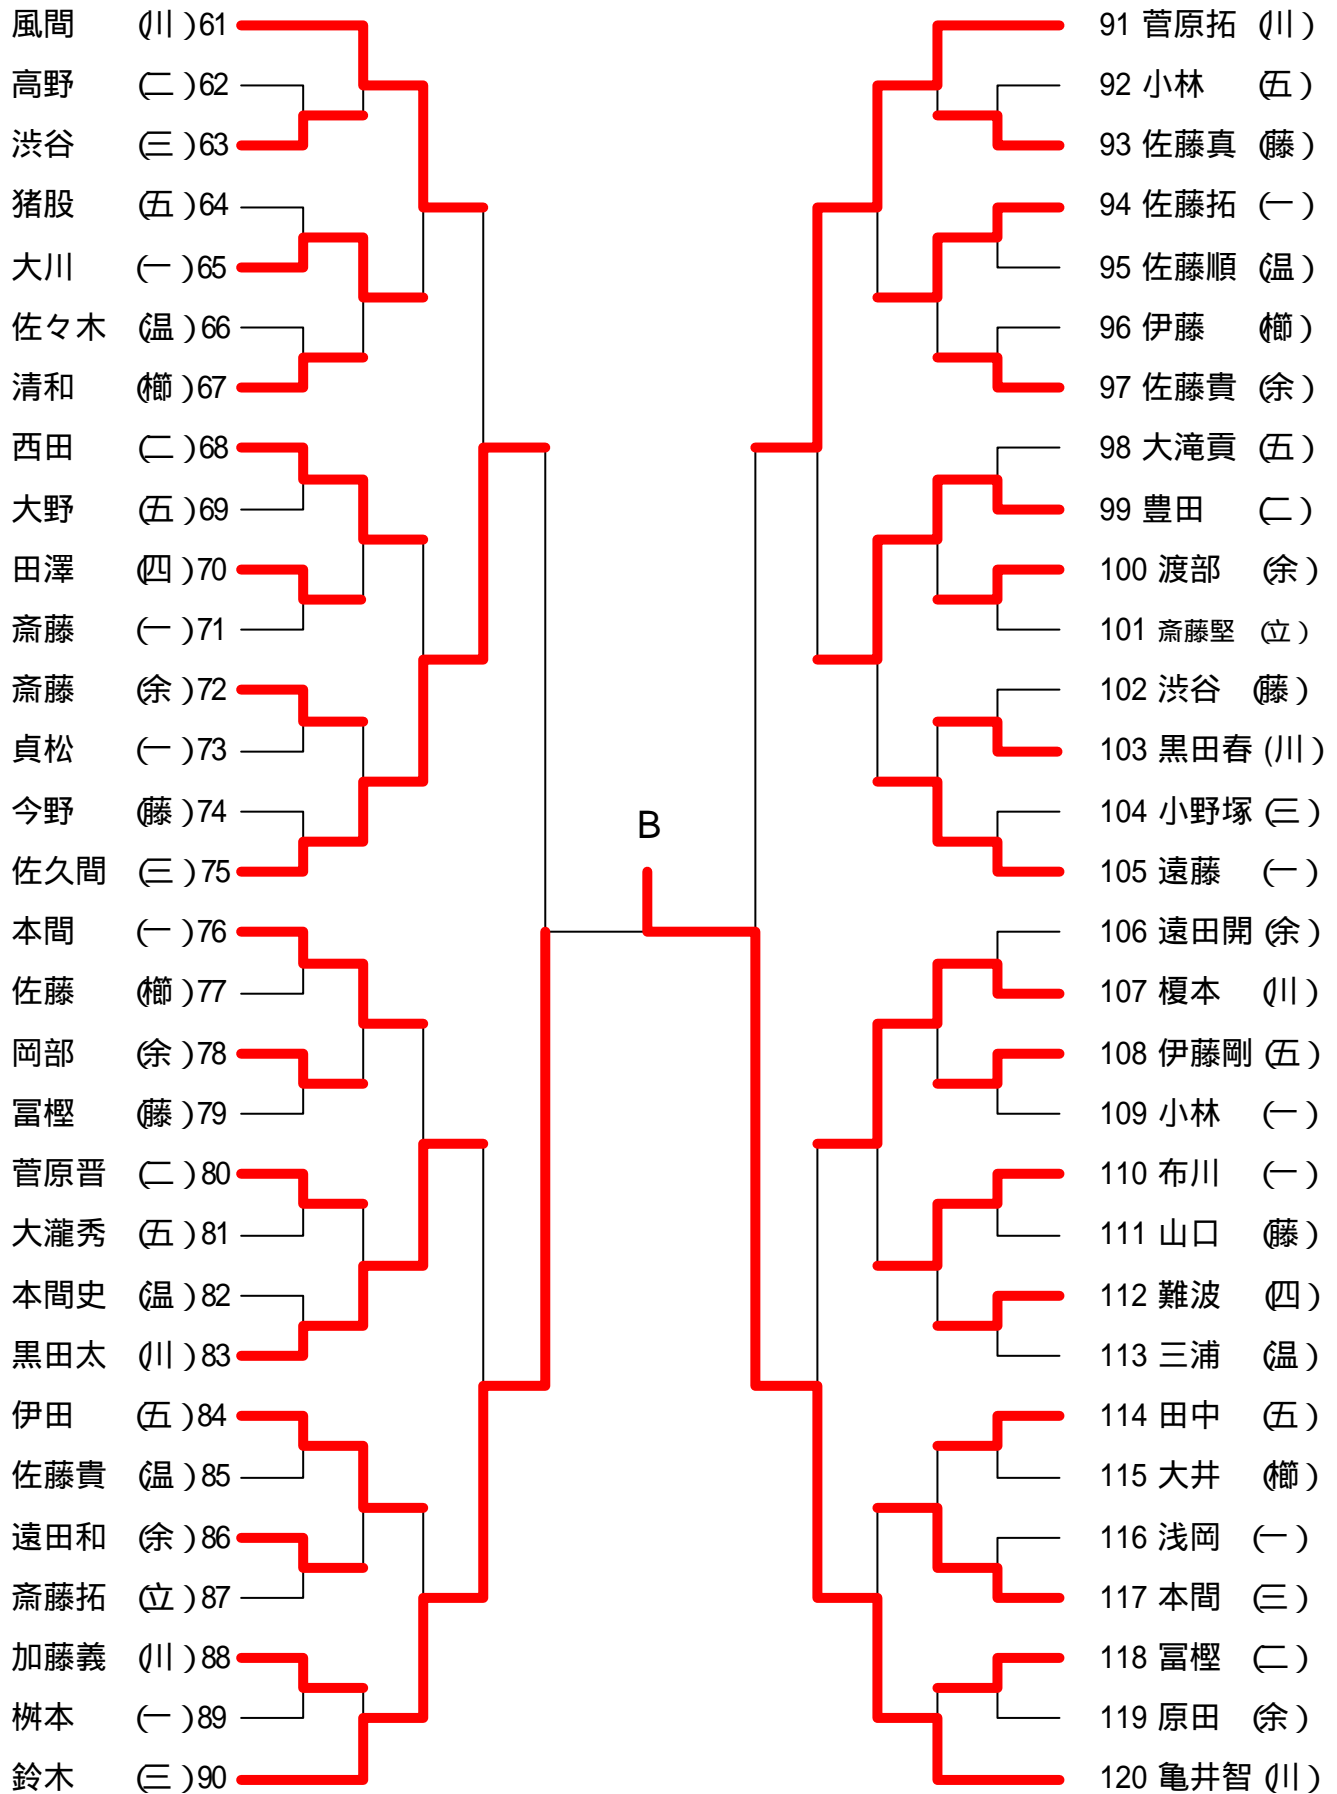 風間 (川)61
高野 (二)62
渋谷 (三)63
猪股 (五)64
大川 (一)65
佐々木 (温)66
清和 (櫛)67
西田 (二)68
大野 (五)69
田澤 (四)70
斎藤 (一)71
斎藤 (余)72
貞松 (一)73
今野 (藤)74
佐久間 (三)75
本間 (一)76
佐藤 (櫛)77
岡部 (余)78
冨樫 (藤)79
菅原晋 (二)80
大瀧秀 (五)81
本間史 (温)82
黒田太 (川)83
伊田 (五)84
佐藤貴 (温)85
遠田和 (余)86
斎藤拓 (立)87
加藤義 (川)88
桝本 (一)89
鈴木 (三)90
B
91 菅原拓 (川)
92 小林 (五)
93 佐藤真 (藤)
94 佐藤拓 (一)
95 佐藤順 (温)
96 伊藤 (櫛)
97 佐藤貴 (余)
98 大滝貢 (五)
99 豊田 (二)
100 渡部 (余)
101 斎藤堅 (立)
102 渋谷 (藤)
103 黒田春 (川)
104 小野塚 (三)
105 遠藤 (一)
106 遠田開 (余)
107 榎本 (川)
108 伊藤剛 (五)
109 小林 (一)
110 布川 (一)
111 山口 (藤)
112 難波 (四)
113 三浦 (温)
114 田中 (五)
115 大井 (櫛)
116 浅岡 (一)
117 本間 (三)
118 冨樫 (二)
119 原田 (余)
120 亀井智 (川)